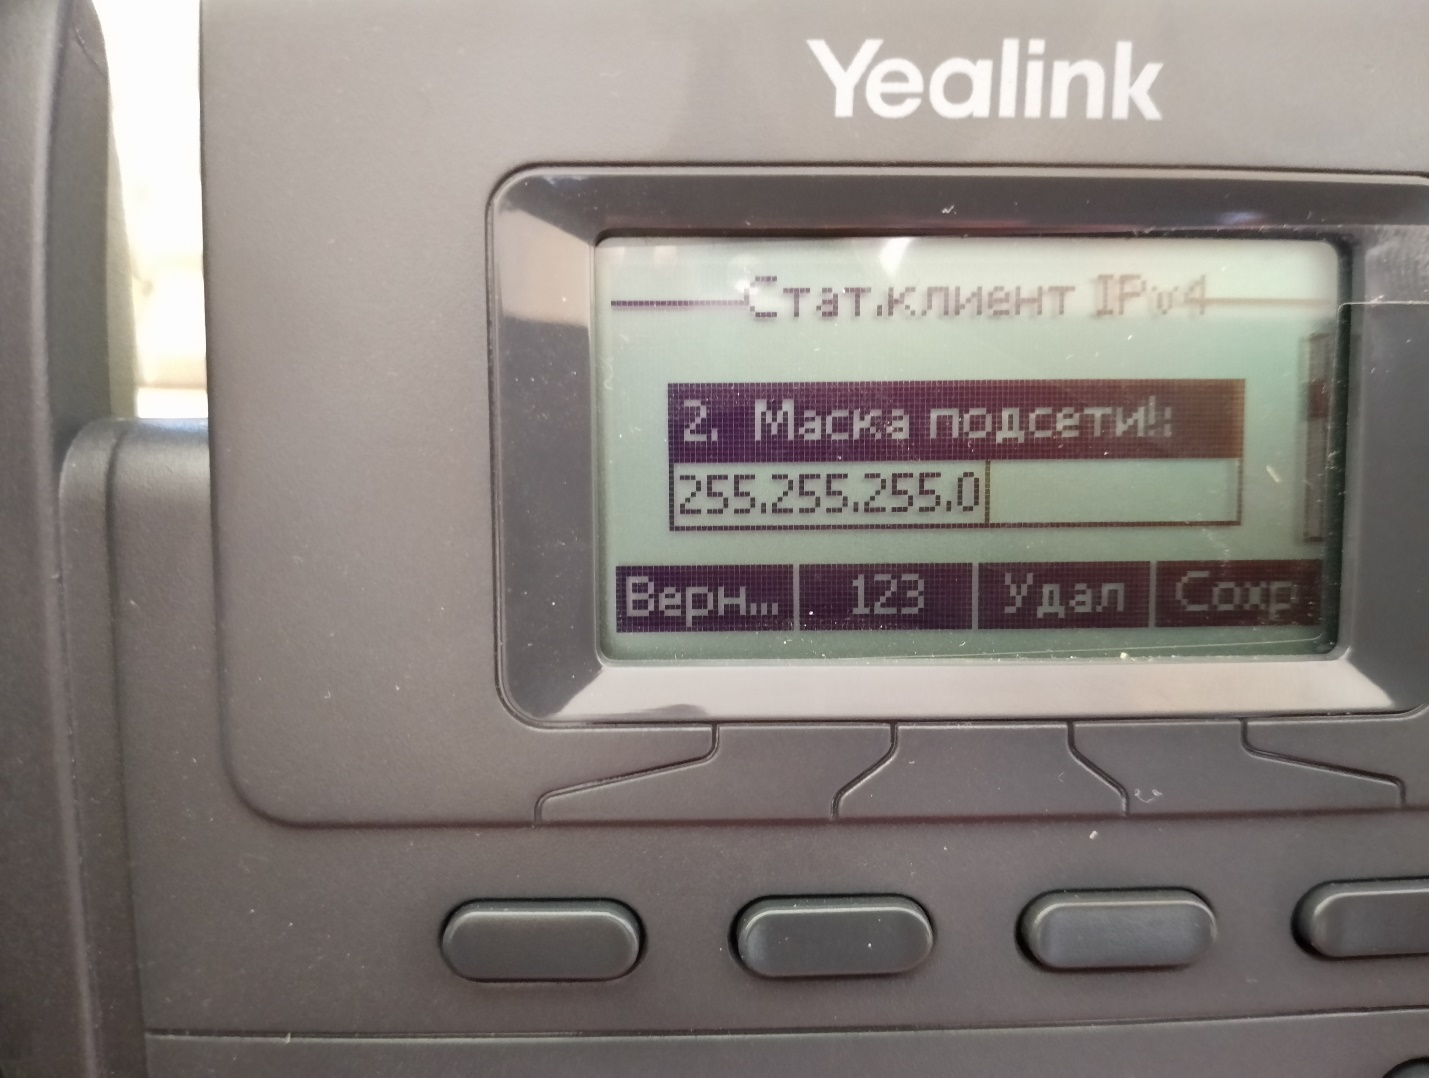 Yealink
Стат.клиент IPv4
2. Маска подсети:
255.255.255.0
Верн... 123 Удал Сохр